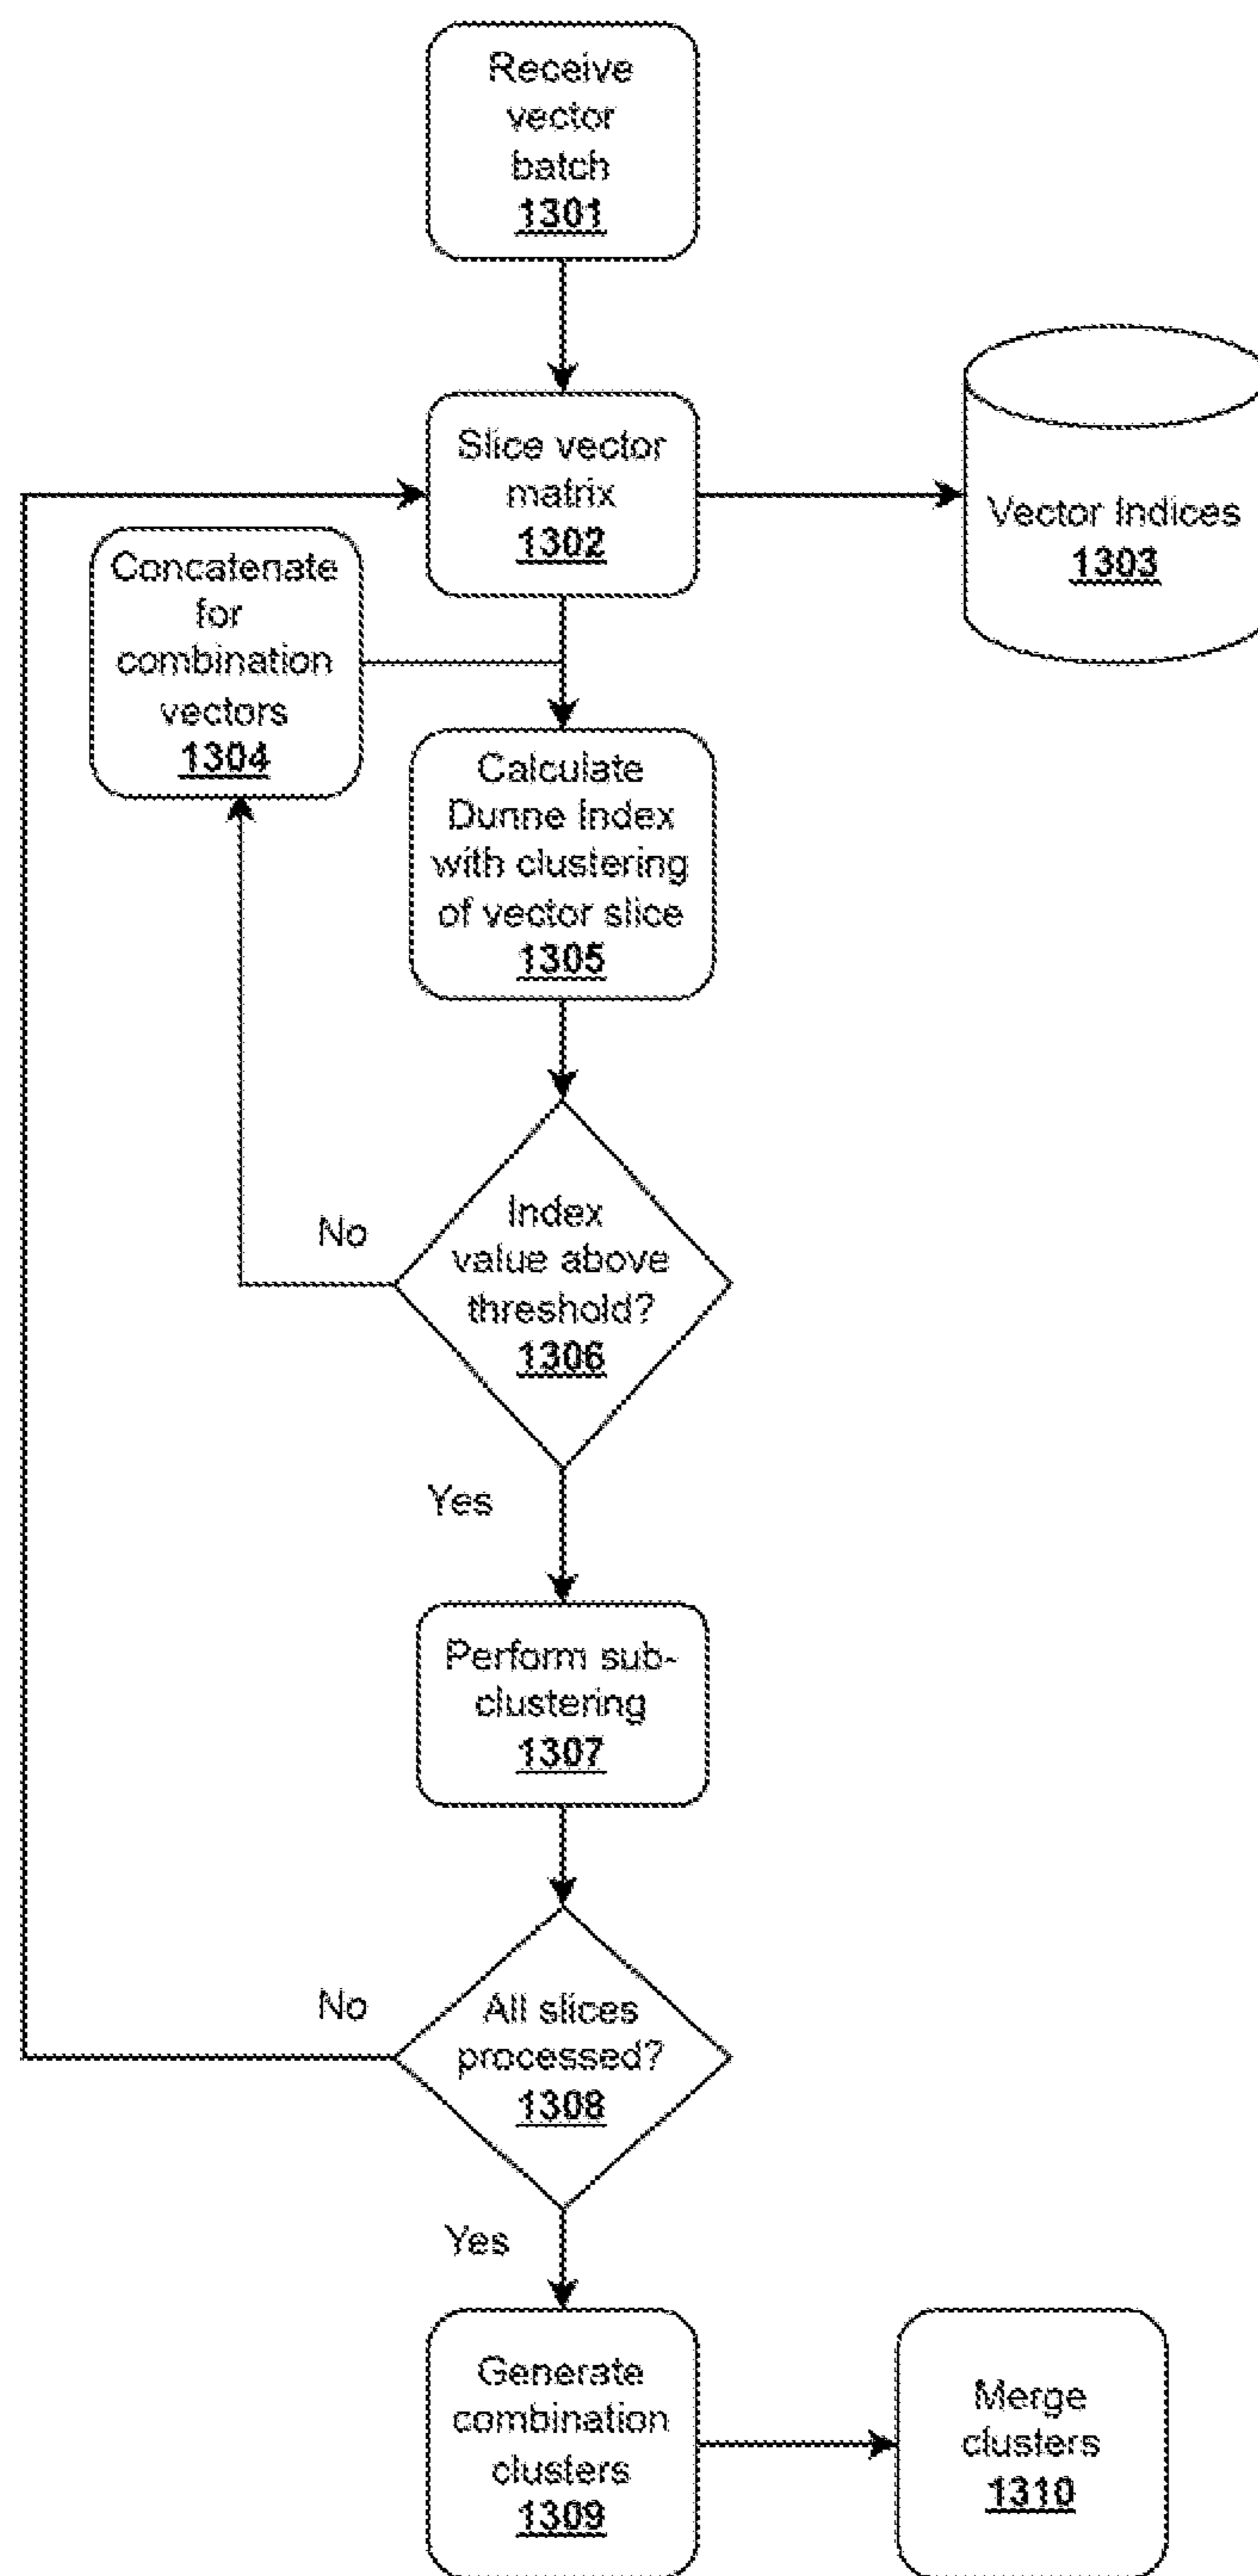 Receive
vector
batch
1301
Slice vector
matrix
1302
Vector Indices
1303
Concatenate
for
combination
vectors
1304
Calculate
Dunne Index
with clustering
of vector slice
1305
Index
value above
threshold?
1306
No
Yes
Perform sub-
clustering
1307
All slices
processed?
1308
No
Yes
Generate
combination
clusters
1309
Merge
clusters
1310